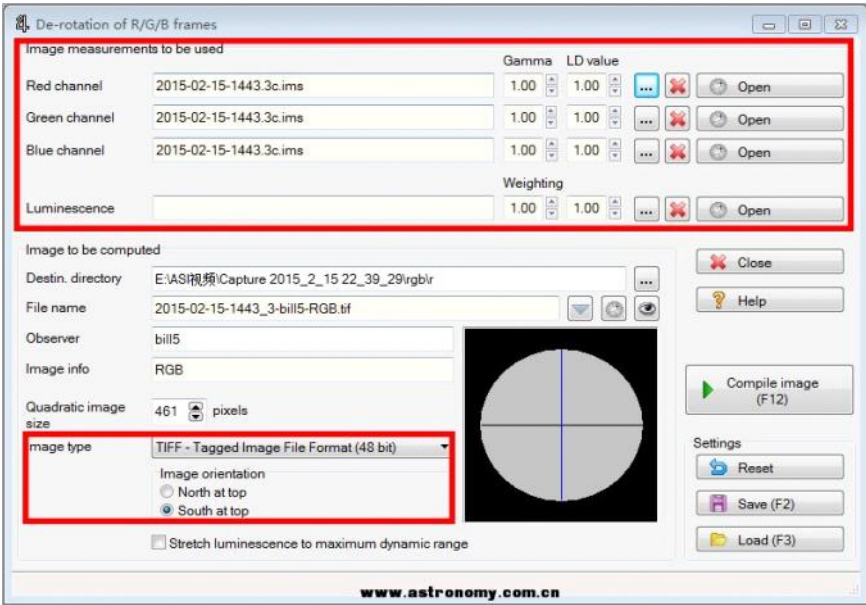 De-rotation of R/G/B frames
Image measurements to be used
Gamma LD value
Red channel 2015-02-15-1443.3c.ims 1.00 1.00 ... Open
Green channel 2015-02-15-1443.3c.ims 1.00 1.00 ... Open
Blue channel 2015-02-15-1443.3c.ims 1.00 1.00 ... Open
Weighting
Luminescence 1.00 1.00 ... Open
Image to be computed
Close
Destin. directory E:\ASI视频\Capture 2015_2_15 22_39_29\rgb\r ...
Help
File name 2015-02-15-1443_3-bill5-RGB.tif
Observer bill5
Image info RGB
Compile image
(F12)
Quadratic image
size
461 pixels
Image type TIFF - Tagged Image File Format (48 bit)
Settings
Image orientation
Reset
North at top
South at top
Save (F2)
Stretch luminescence to maximum dynamic range
Load (F3)
www.astronomy.com.cn